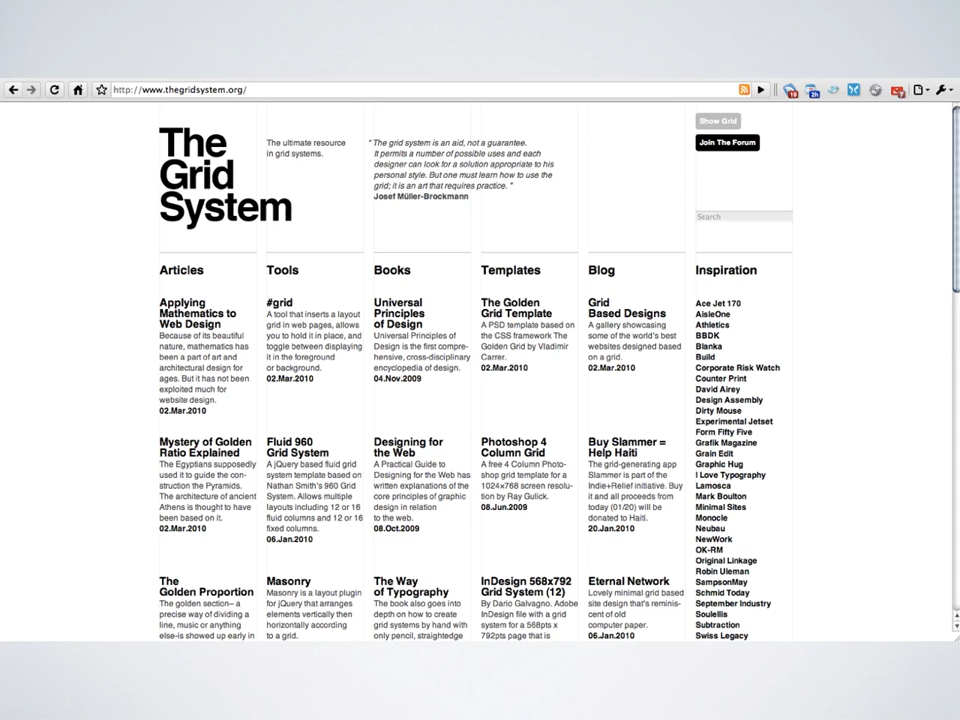 http://www.thegridsystem.org/
The
Grid
System
The ultimate resource
in grid systems.
" The grid system is an aid, not a guarantee.
It permits a number of possible uses and each
designer can look for a solution appropriate to his
personal style. But one must learn how to use the
grid; it is an art that requires practice. "
Josef Müller-Brockmann
Show Grid
Join The Forum
Search
Articles
Applying
Mathematics to
Web Design
Because of its beautiful
nature, mathematics has
been a part of art and
architectural design for
ages. But it has not been
exploited much for
website design.
02.Mar.2010
Mystery of Golden
Ratio Explained
The Egyptians supposedly
used it to guide the con-
struction the Pyramids.
The architecture of ancient
Athens is thought to have
been based on it.
02.Mar.2010
The
Golden Proportion
The golden section– a
precise way of dividing a
line, music or anything
else–is showed up early in
Tools
#grid
A tool that inserts a layout
grid in web pages, allows
you to hold it in place, and
toggle between displaying
it in the foreground
or background.
02.Mar.2010
Fluid 960
Grid System
A jQuery based fluid grid
system template based on
Nathan Smith's 960 Grid
System. Allows multiple
layouts including 12 or 16
fluid columns and 12 or 16
fixed columns.
06.Jan.2010
Masonry
Masonry is a layout plugin
for jQuery that arranges
elements vertically then
horizontally according
to a grid.
Books
Universal
Principles
of Design
Universal Principles of
Design is the first compre-
hensive, cross-disciplinary
encyclopedia of design.
04.Nov.2009
Designing for
the Web
A Practical Guide to
Designing for the Web has
written explanations of the
core principles of graphic
design in relation
to the web.
08.Oct.2009
The Way
of Typography
The book also goes into
depth on how to create
grid systems by hand with
only pencil, straightedge
Templates
The Golden
Grid Template
A PSD template based on
the CSS framework The
Golden Grid by Vladimir
Carrer.
02.Mar.2010
Photoshop 4
Column Grid
A free 4 Column Photo-
shop grid template for a
1024x768 screen resolu-
tion by Ray Gulick.
08.Jun.2009
InDesign 568x792
Grid System (12)
By Dario Galvagno. Adobe
InDesign file with a grid
system for a 568pts x
792pts page that is
Blog
Grid
Based Designs
A gallery showcasing
some of the world's best
websites designed based
on a grid.
02.Mar.2010
Buy Slammer =
Help Haiti
The grid-generating app
Slammer is part of the
Indie+Relief initiative. Buy
it and all proceeds from
today (01/20) will be
donated to Haiti.
20.Jan.2010
Eternal Network
Lovely minimal grid based
site design that's reminis-
cent of old
computer paper.
06.Jan.2010
Inspiration
Ace Jet 170
AisleOne
Athletics
BBDK
Blanka
Build
Corporate Risk Watch
Counter Print
David Airey
Design Assembly
Dirty Mouse
Experimental Jetset
Form Fifty Five
Grafik Magazine
Grain Edit
Graphic Hug
I Love Typography
Lamosca
Mark Boulton
Minimal Sites
Monocle
Neubau
NewWork
OK-RM
Original Linkage
Robin Uleman
SampsonMay
Schmid Today
September Industry
Soulellis
Subtraction
Swiss Legacy